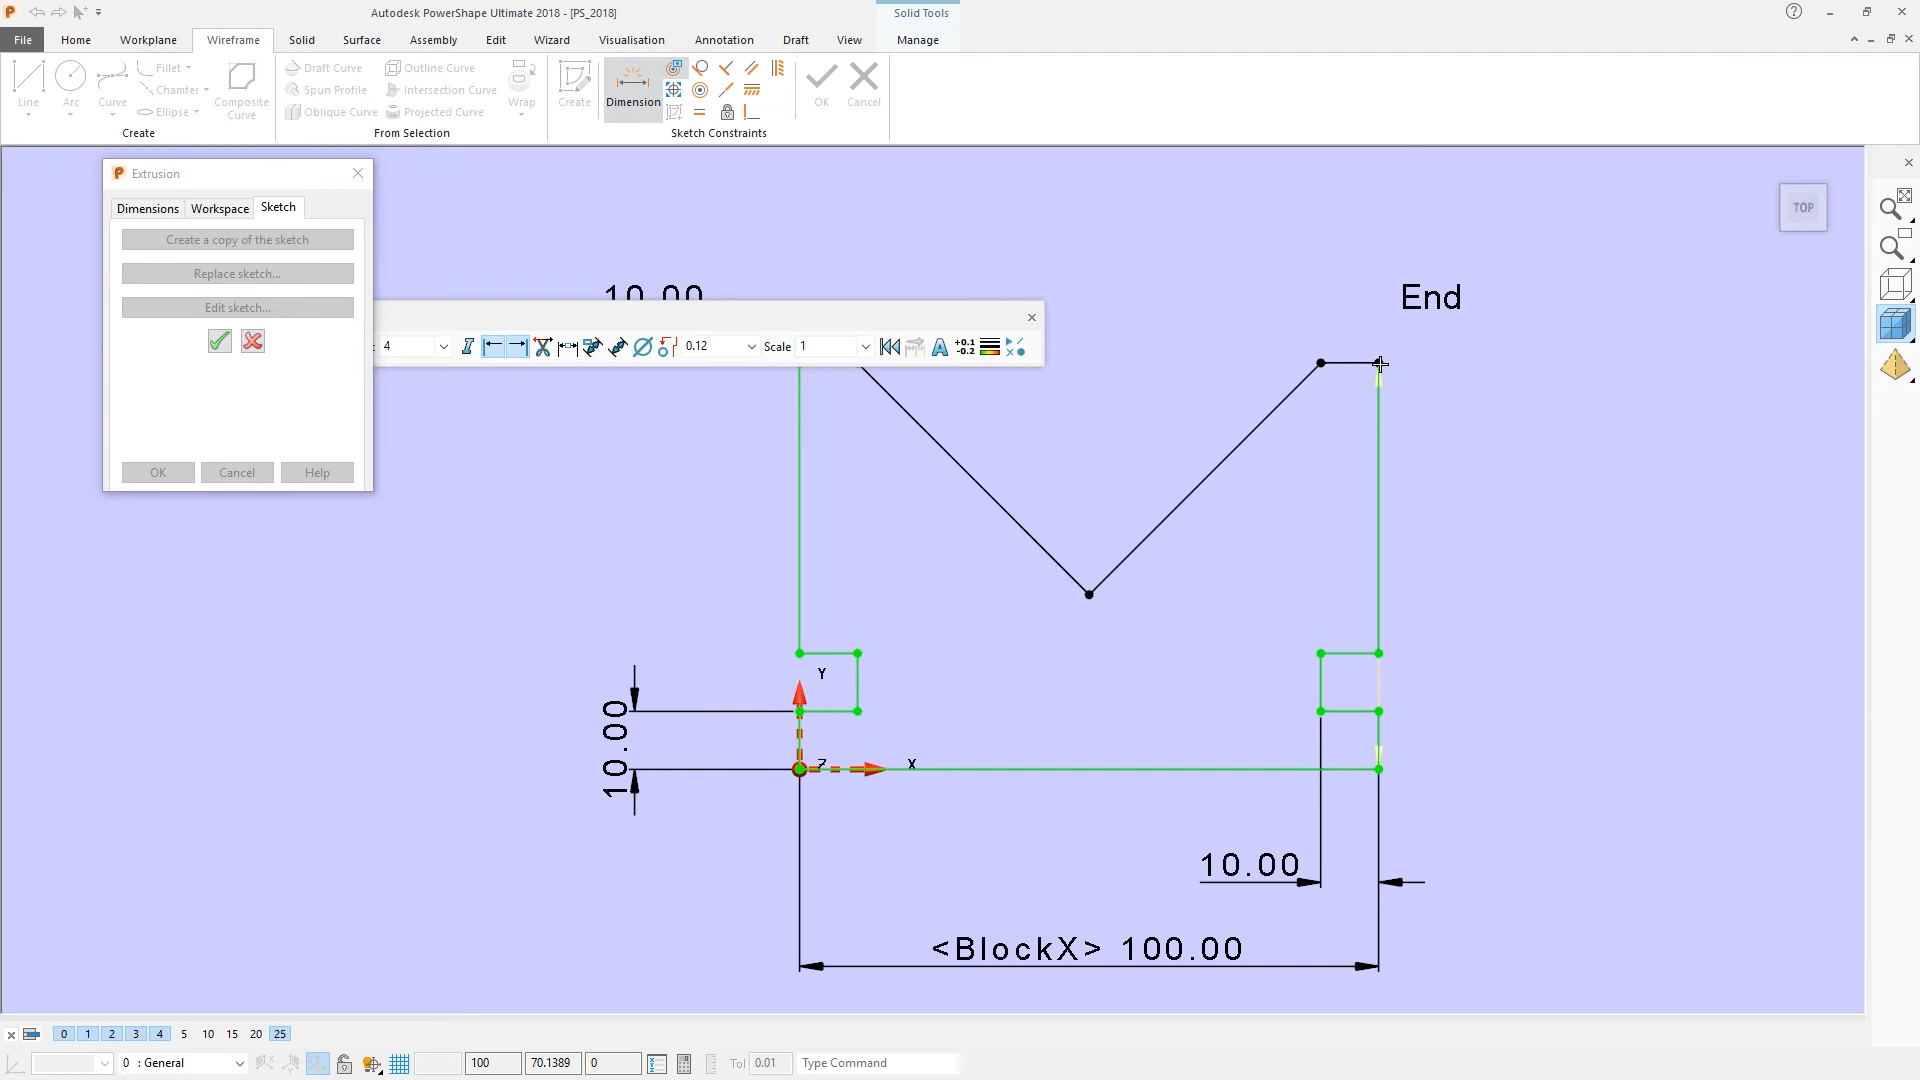 Autodesk PowerShape Ultimate 2018 - [PS_2018]
Solid Tools
File
Home
Workplane
Wireframe
Solid
Surface
Assembly
Edit
Wizard
Visualisation
Annotation
Draft
View
Manage
Line
Arc
Curve
Fillet
Chamfer
Ellipse
Composite
Curve
Create
Draft Curve
Spun Profile
Oblique Curve
Outline Curve
Intersection Curve
Projected Curve
Wrap
From Selection
Create
Dimension
OK
Cancel
Sketch Constraints
Extrusion
Dimensions
Workspace
Sketch
Create a copy of the sketch
Replace sketch...
Edit sketch...
OK
Cancel
Help
TOP
10.00
End
: 4
0.12
Scale
1
+0.1
-0.2
Y
Z
X
10.00
10.00
<BlockX> 100.00
0
1
2
3
4
5
10
15
20
25
0 : General
100
70.1389
0
Tol
0.01
Type Command